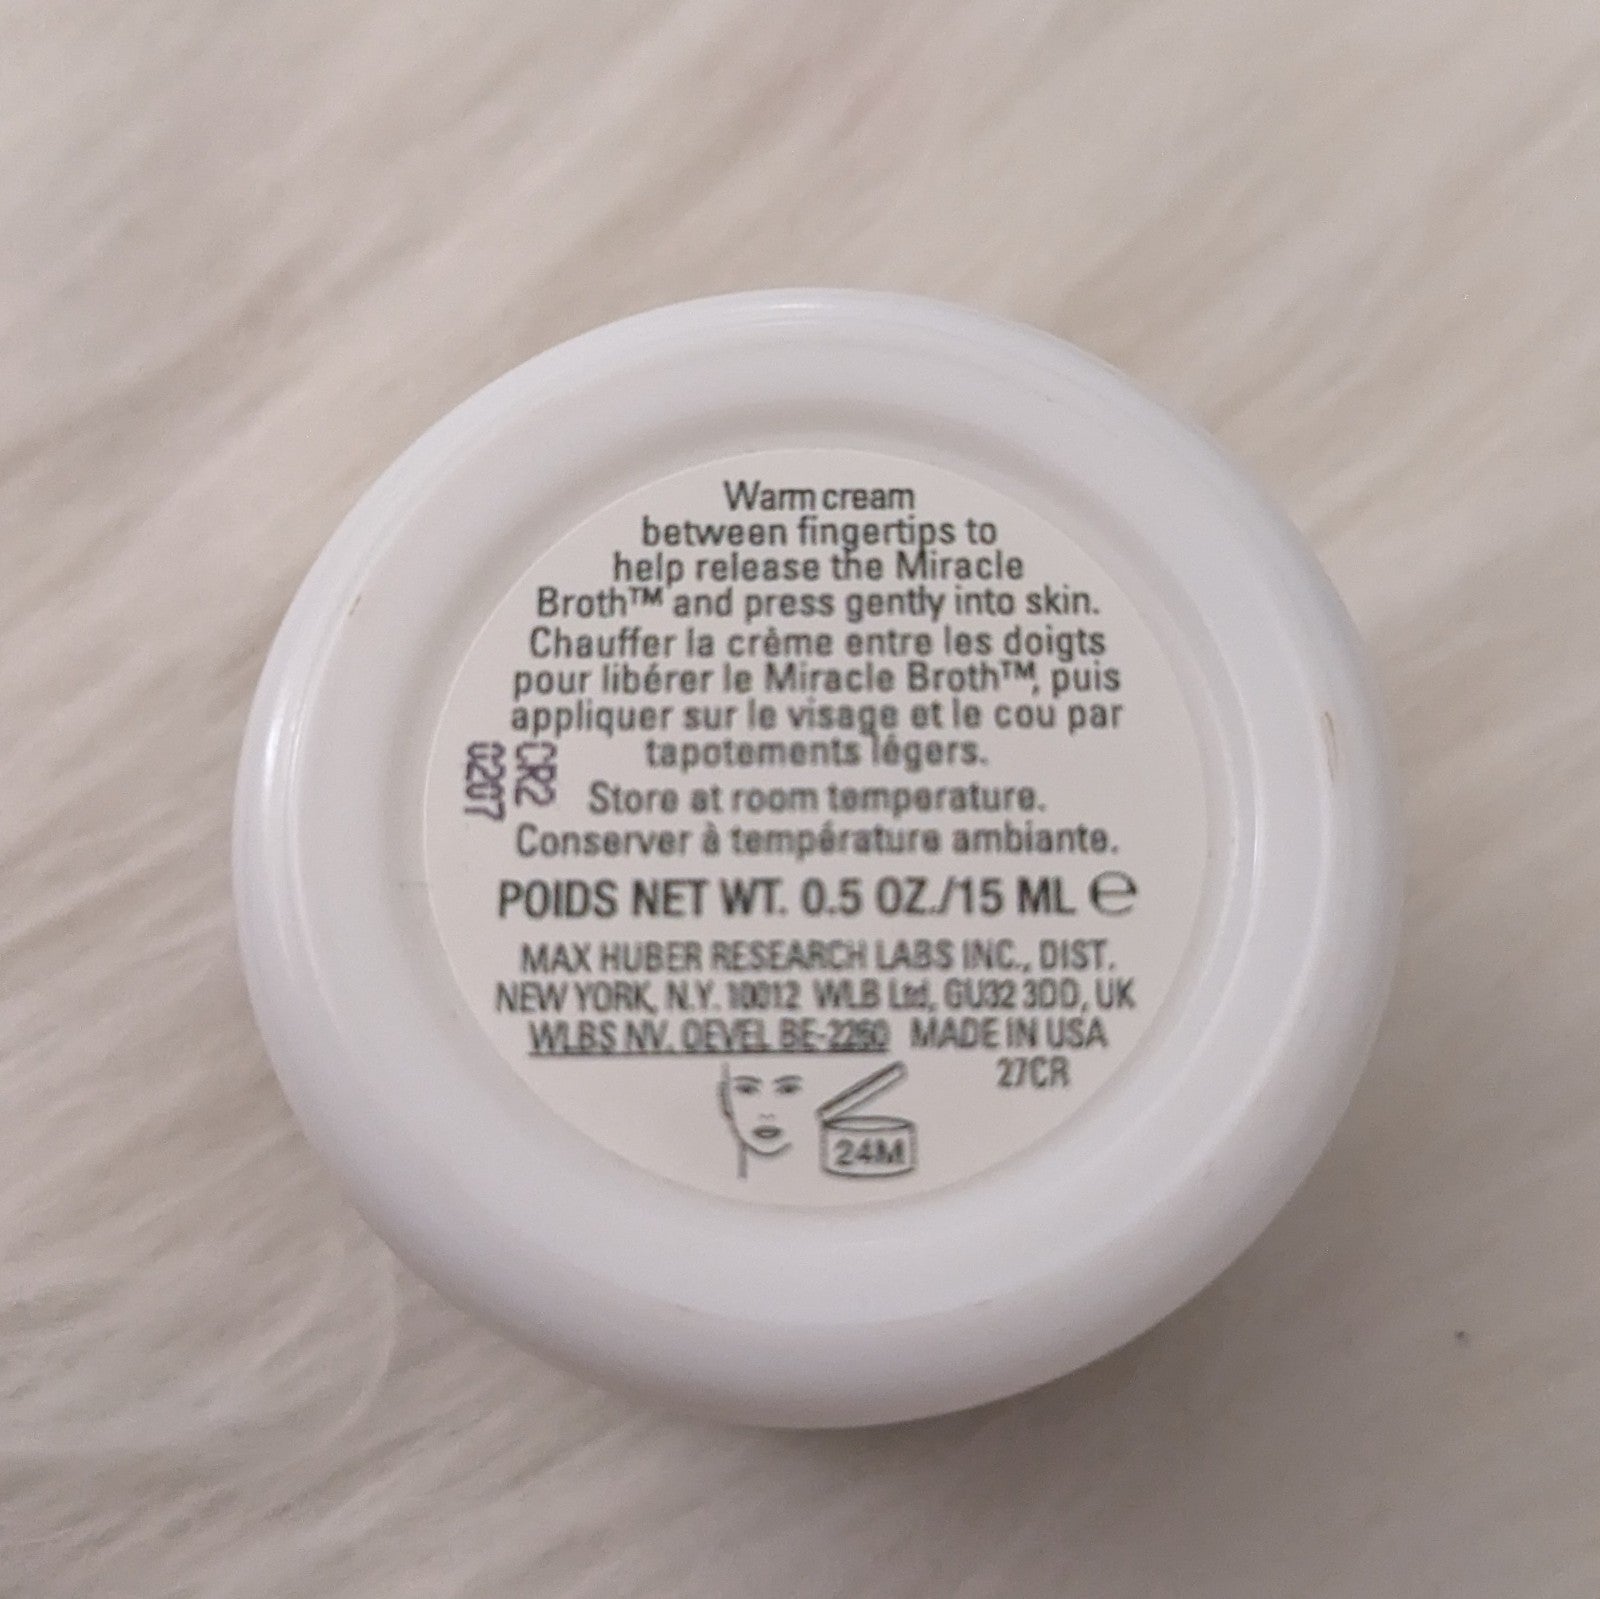 Warm cream
between fingertips to
help release the Miracle
Broth™ and press gently into skin.
Chauffer la crème entre les doigts
pour libérer le Miracle Broth™, puis
appliquer sur le visage et le cou par
tapotements légers.
CR2
0207
Store at room temperature.
Conserver à température ambiante.
POIDS NET WT. 0.5 OZ./15 ML ℮
MAX HUBER RESEARCH LABS INC., DIST.
NEW YORK, N.Y. 10012 WLB Ltd, GU32 3DD, UK
WLBS NV. OEVEL BE-2260 MADE IN USA
27CR
24M